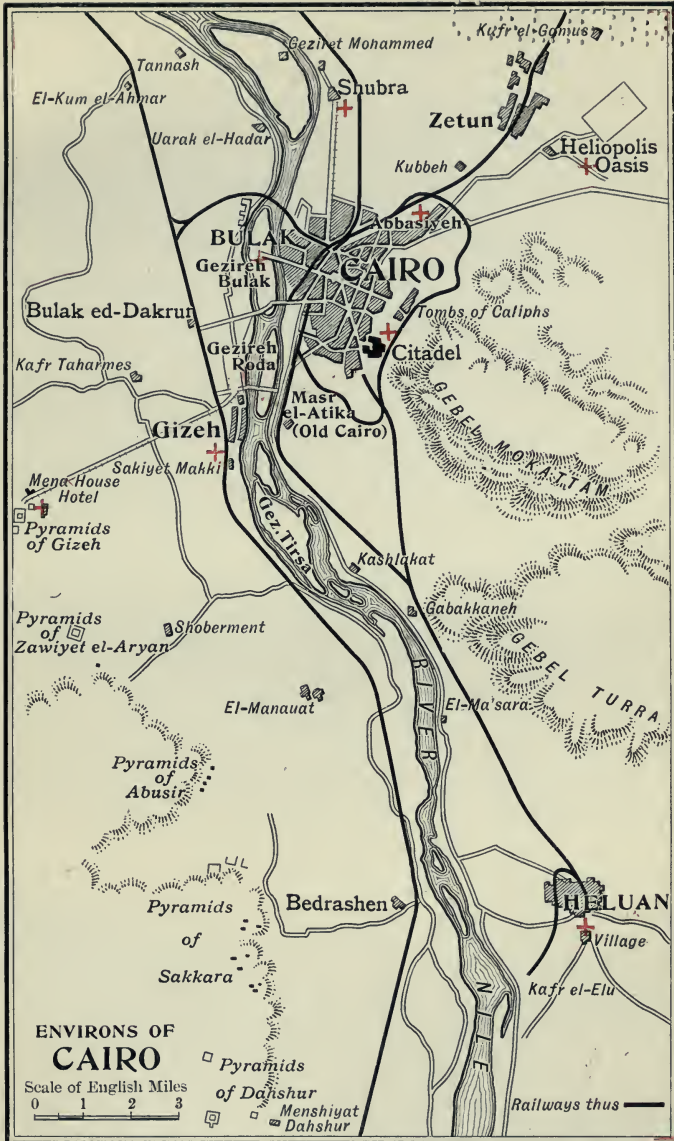 Kafr el-Gamus
Geziret Mohammed
Tannash
El-Kum el-Ahmar
Shubra
Zetun
Uarak el-Hadar
Heliopolis
Oasis
Kubbeh
Abbasiyeh
BULAK
Gezireh
Bulak
CAIRO
Bulak ed-Dakrur
Tombs of Caliphs
Gezireh
Roda
Citadel
Kafr Taharmes
Masr
el-Atika
(Old Cairo)
GEBEL MOKATTAM
Gizeh
Sakiyet Makki
Mena House
Hotel
Pyramids
of Gizeh
Gez. Tirsa
Kashlakat
Gabakkaneh
Pyramids
of
Zawiyet el-Aryan
Shoberment
GEBEL TURRA
RIVER
El-Manauat
El-Ma'sara
Pyramids
of
Abusir
Bedrashen
HELUAN
Pyramids
of
Sakkara
Village
Kafr el-Elu
NILE
ENVIRONS OF
CAIRO
Scale of English Miles
0 1 2 3
Pyramids
of Dahshur
Menshiyat
Dahshur
Railways thus